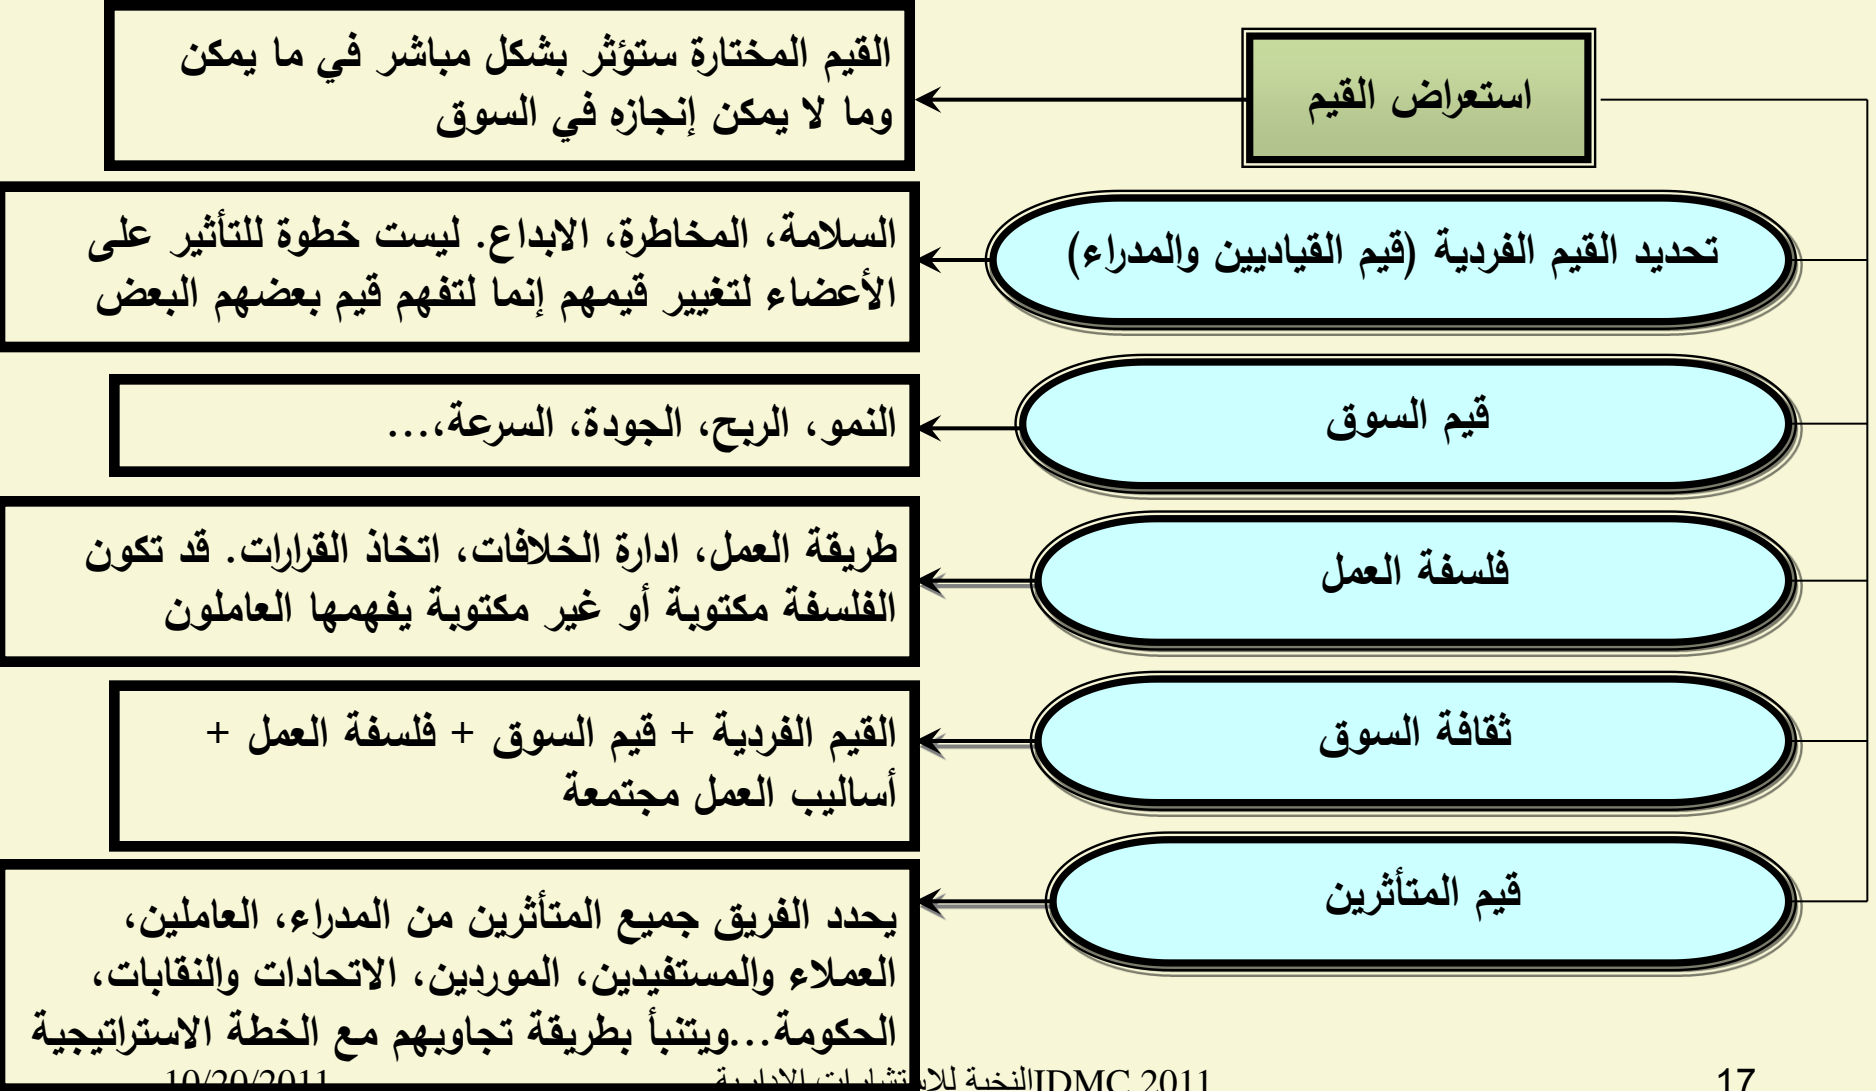 استعراض القيم
القيم المختارة ستؤثر بشكل مباشر في ما يمكن
وما لا يمكن إنجازه في السوق
تحديد القيم الفردية (قيم القياديين والمدراء)
السلامة، المخاطرة، الابداع. ليست خطوة للتأثير على
الأعضاء لتغيير قيمهم إنما لتفهم قيم بعضهم البعض
قيم السوق
النمو، الربح، الجودة، السرعة،...
فلسفة العمل
طريقة العمل، ادارة الخلافات، اتخاذ القرارات. قد تكون
الفلسفة مكتوبة أو غير مكتوبة يفهمها العاملون
ثقافة السوق
القيم الفردية + قيم السوق + فلسفة العمل +
أساليب العمل مجتمعة
قيم المتأثرين
يحدد الفريق جميع المتأثرين من المدراء، العاملين،
العملاء والمستفيدين، الموردين، الاتحادات والنقابات،
الحكومة...ويتنبأ بطريقة تجاوبهم مع الخطة الاستراتيجية
17
IDMC 2011النخبة للاستشارات الادارية
10/20/2011